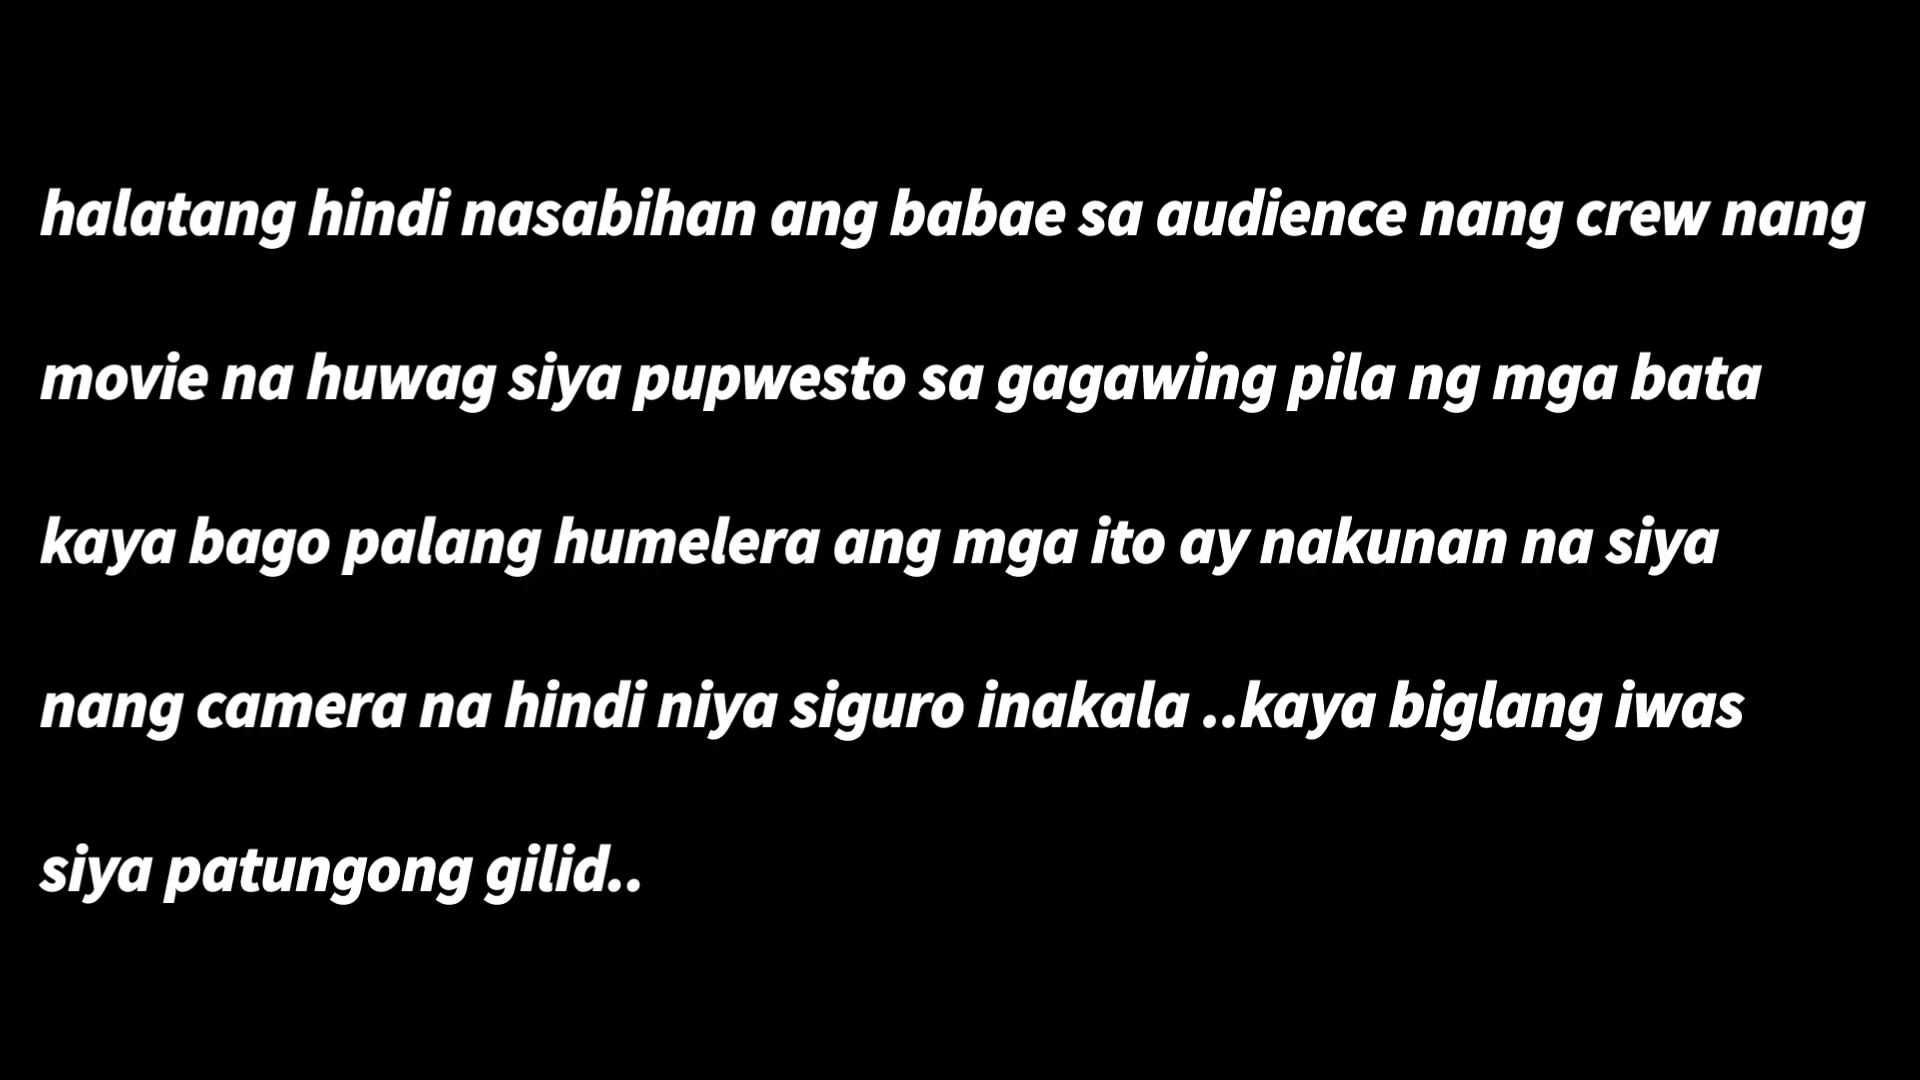 halatang hindi nasabihan ang babae sa audience nang crew nang
movie na huwag siya pupwesto sa gagawing pila ng mga bata
kaya bago palang humelera ang mga ito ay nakunan na siya
nang camera na hindi niya siguro inakala ..kaya biglang iwas
siya patungong gilid..